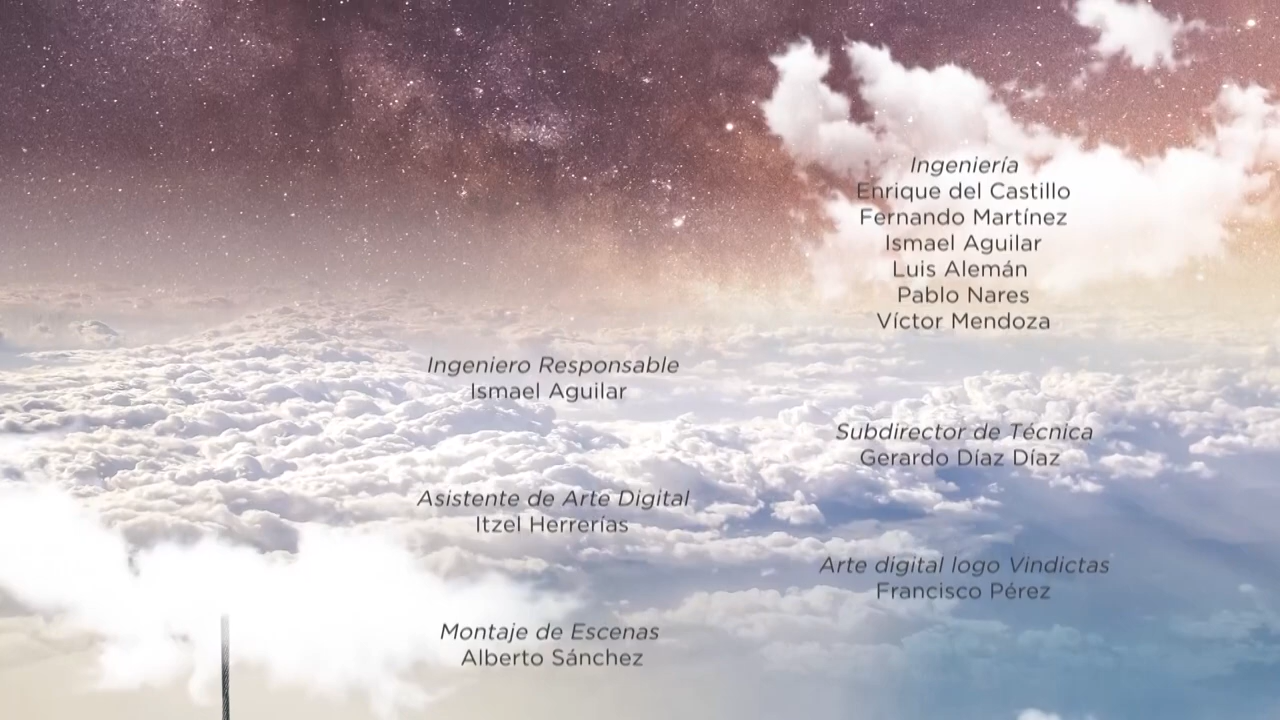 Ingeniería
Enrique del Castillo
Fernando Martínez
Ismael Aguilar
Luis Alemán
Pablo Nares
Víctor Mendoza
Ingeniero Responsable
Ismael Aguilar
Subdirector de Técnica
Gerardo Díaz Díaz
Asistente de Arte Digital
Itzel Herrerías
Arte digital logo Vindictas
Francisco Pérez
Montaje de Escenas
Alberto Sánchez